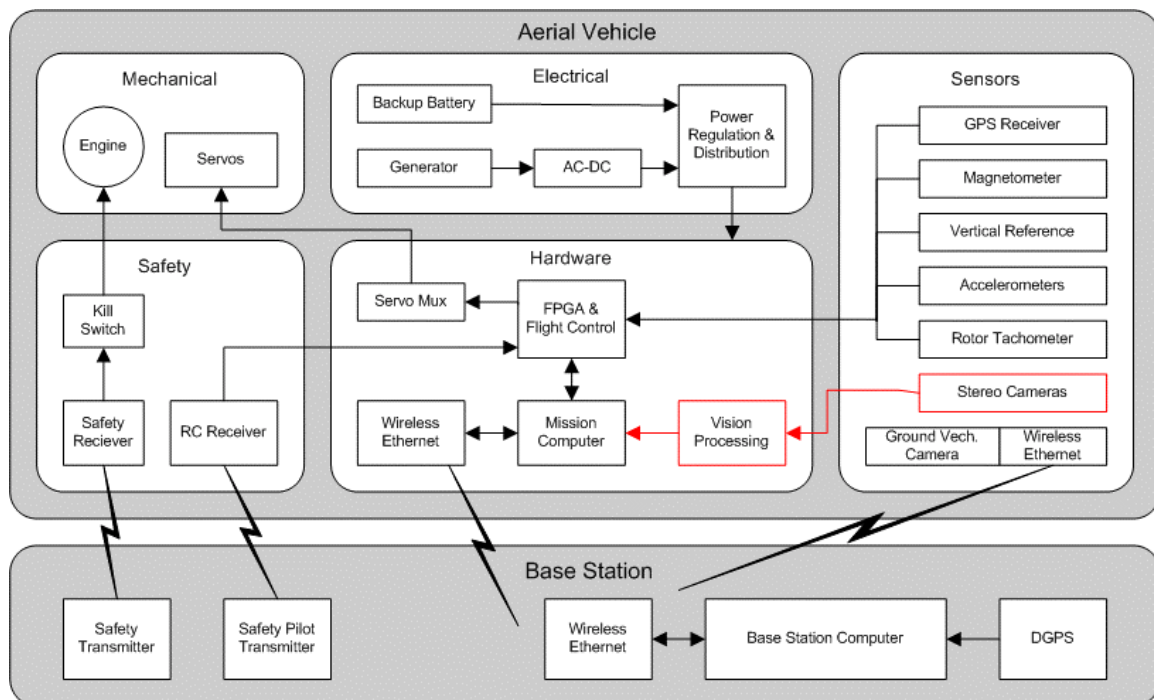 Aerial Vehicle
Mechanical
Engine
Servos
Electrical
Backup Battery
Generator
AC-DC
Power
Regulation &
Distribution
Sensors
GPS Receiver
Magnetometer
Vertical Reference
Accelerometers
Rotor Tachometer
Stereo Cameras
Ground Vech.
Camera
Wireless
Ethernet
Safety
Kill
Switch
Safety
Reciever
RC Receiver
Hardware
Servo Mux
FPGA &
Flight Control
Wireless
Ethernet
Mission
Computer
Vision
Processing
Base Station
Safety
Transmitter
Safety Pilot
Transmitter
Wireless
Ethernet
Base Station Computer
DGPS